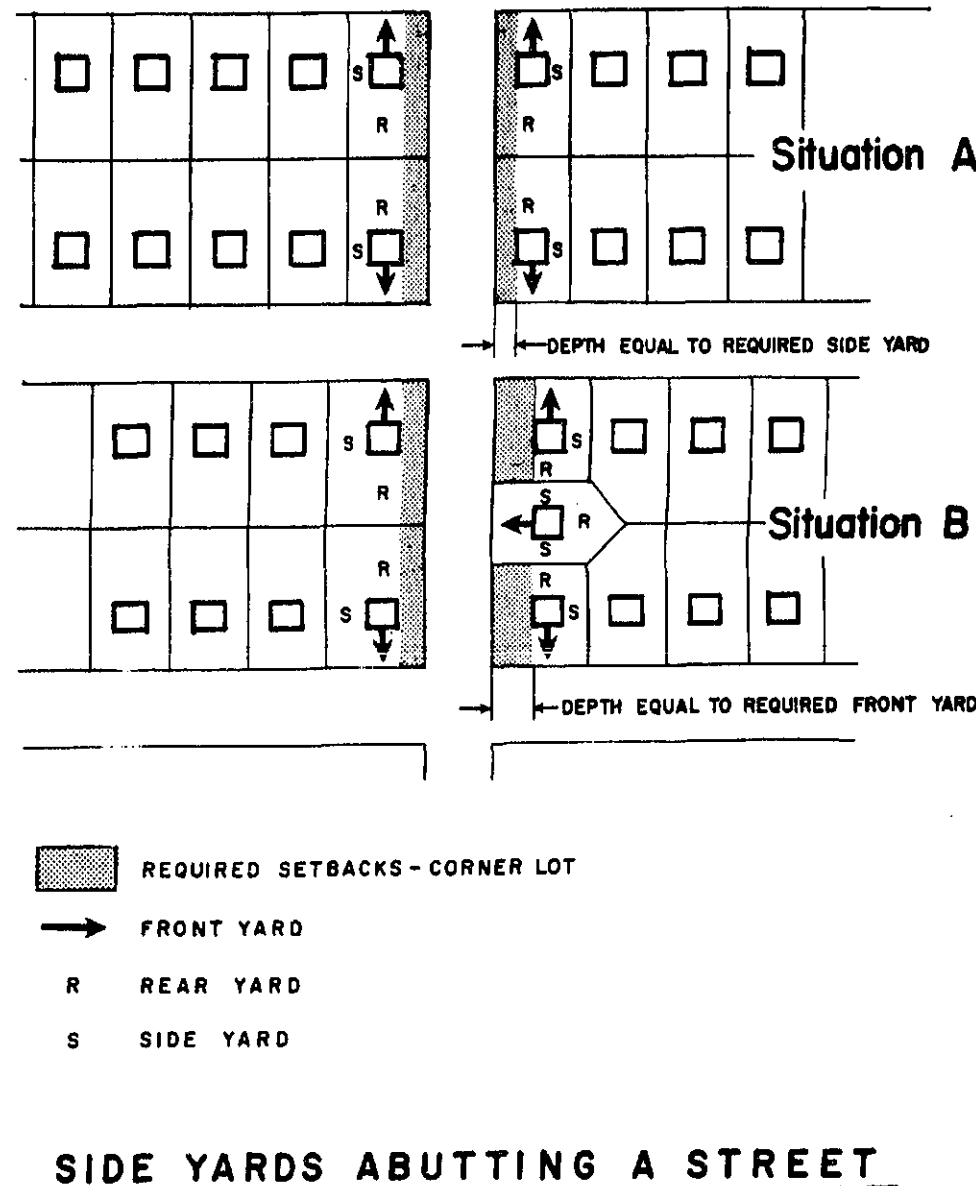 S S
R R
Situation A
R R
S S
DEPTH EQUAL TO REQUIRED SIDE YARD
S S
R R
S
R
Situation B
S
R R
S S
DEPTH EQUAL TO REQUIRED FRONT YARD
REQUIRED SETBACKS - CORNER LOT
FRONT YARD
R REAR YARD
S SIDE YARD
SIDE YARDS ABUTTING A STREET